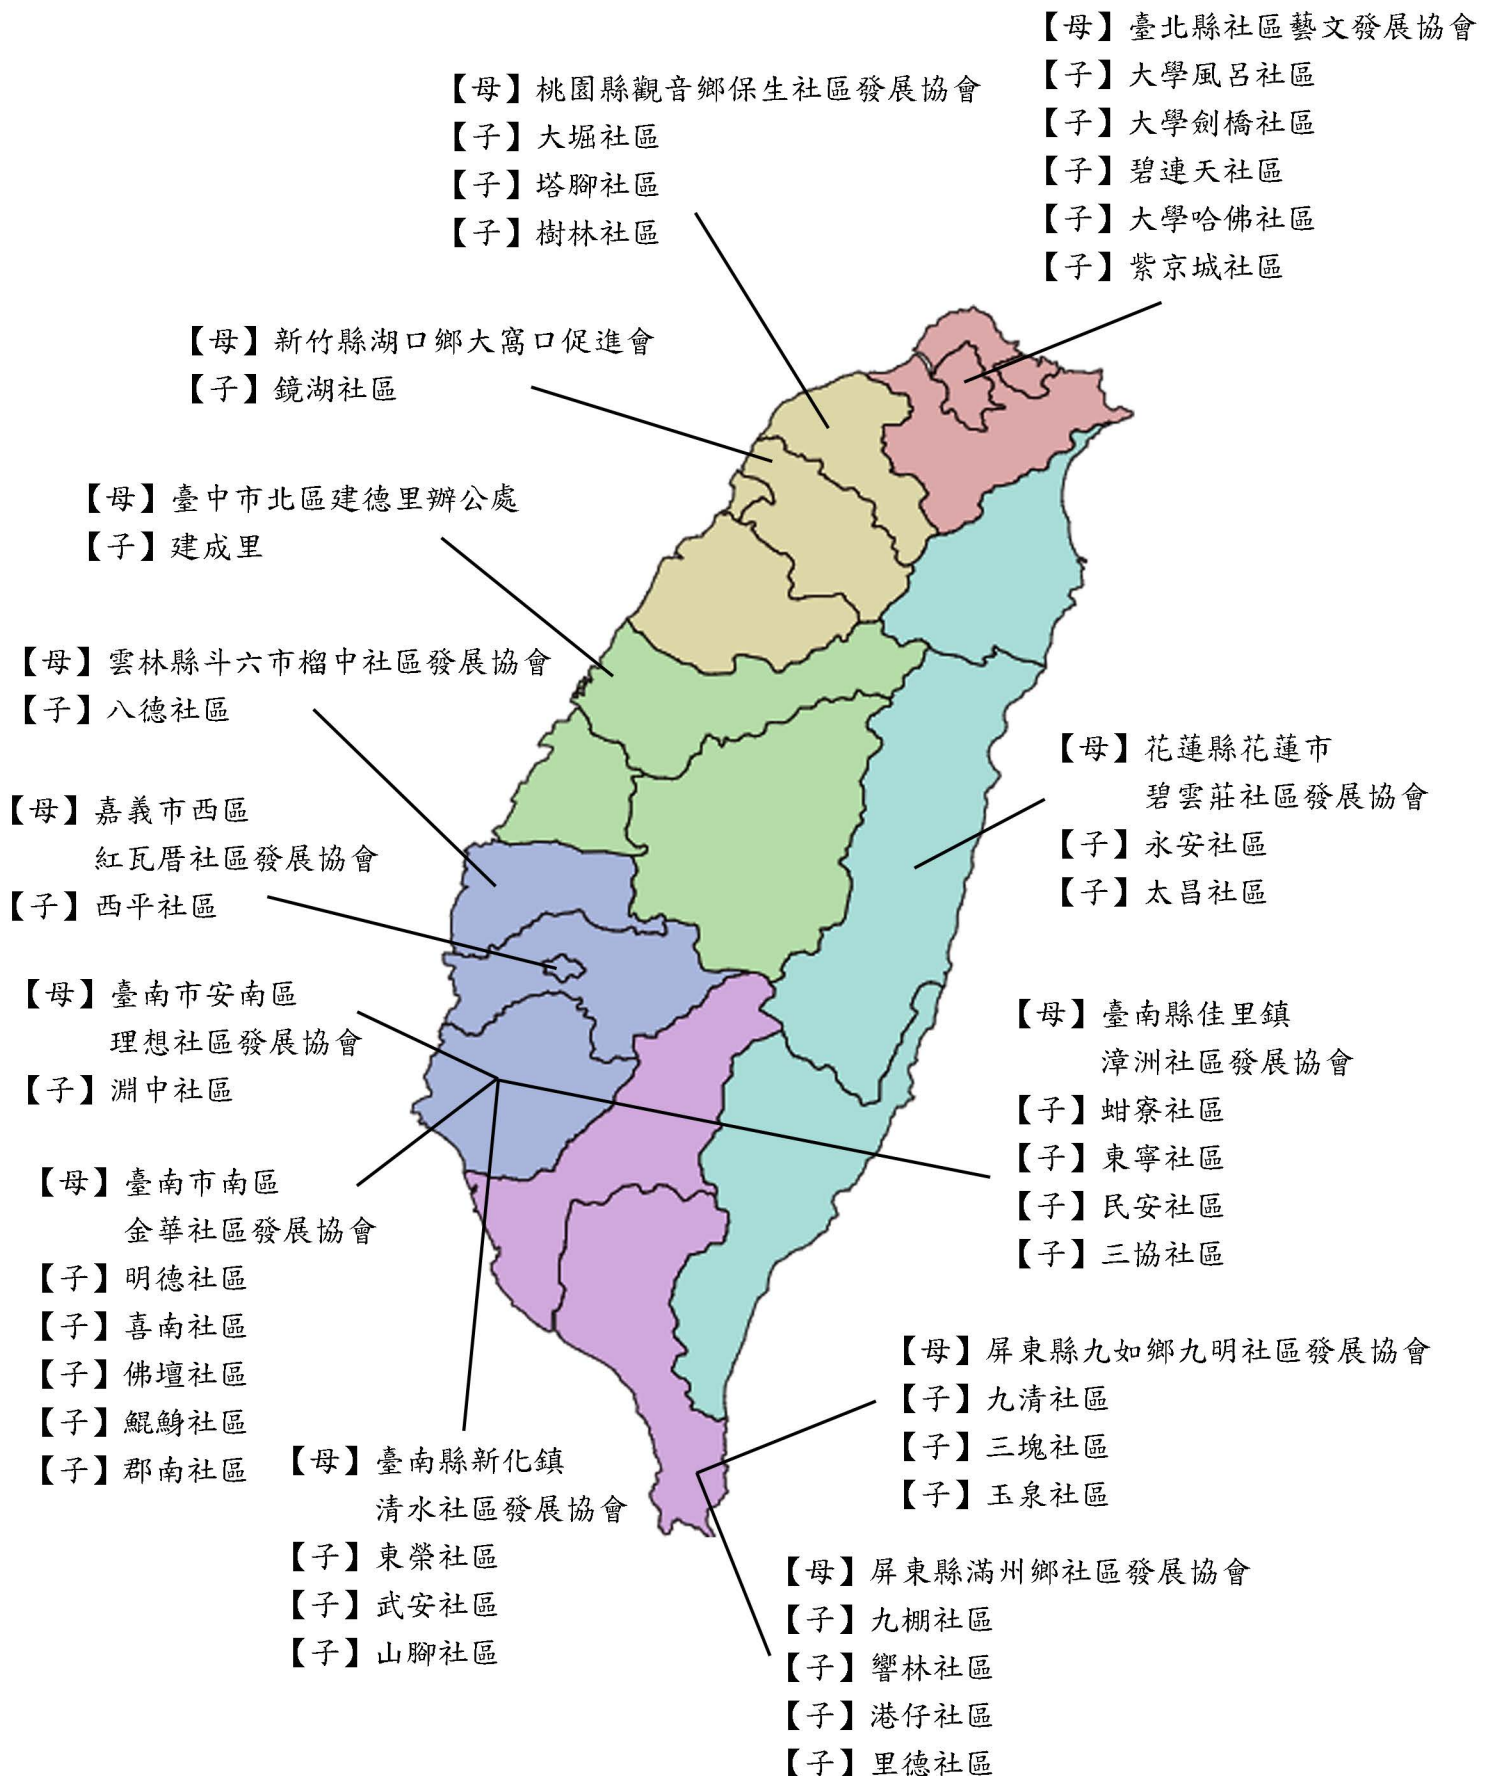 【母】臺北縣社區藝文發展協會
【子】大學風呂社區
【子】大學劍橋社區
【子】碧連天社區
【子】大學哈佛社區
【子】紫京城社區
【母】桃園縣觀音鄉保生社區發展協會
【子】大堀社區
【子】塔腳社區
【子】樹林社區
【母】新竹縣湖口鄉大窩口促進會
【子】鏡湖社區
【母】臺中市北區建德里辦公處
【子】建成里
【母】雲林縣斗六市榴中社區發展協會
【子】八德社區
【母】嘉義市西區
紅瓦厝社區發展協會
【子】西平社區
【母】臺南市安南區
理想社區發展協會
【子】淵中社區
【母】臺南市南區
金華社區發展協會
【子】明德社區
【子】喜南社區
【子】佛壇社區
【子】鯤鯓社區
【子】郡南社區
【母】臺南縣新化鎮
清水社區發展協會
【子】東榮社區
【子】武安社區
【子】山腳社區
【母】花蓮縣花蓮市
碧雲莊社區發展協會
【子】永安社區
【子】太昌社區
【母】臺南縣佳里鎮
漳洲社區發展協會
【子】蚶寮社區
【子】東寧社區
【子】民安社區
【子】三協社區
【母】屏東縣九如鄉九明社區發展協會
【子】九清社區
【子】三塊社區
【子】玉泉社區
【母】屏東縣滿州鄉社區發展協會
【子】九棚社區
【子】響林社區
【子】港仔社區
【子】里德社區